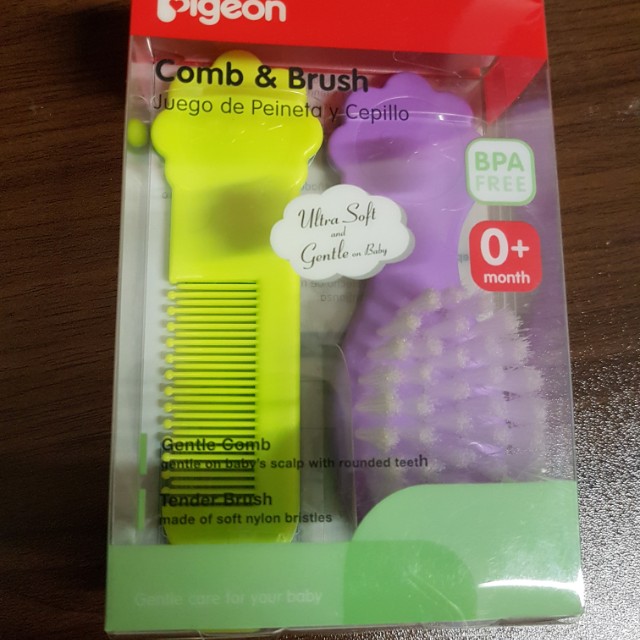 Pigeon
Comb & Brush
Juego de Peineta y Cepillo
BPA
FREE
Ultra Soft
and
Gentle on Baby
0+
month
Gentle Comb
gentle on baby's scalp with rounded teeth
Tender Brush
made of soft nylon bristles
Gentle care for your baby